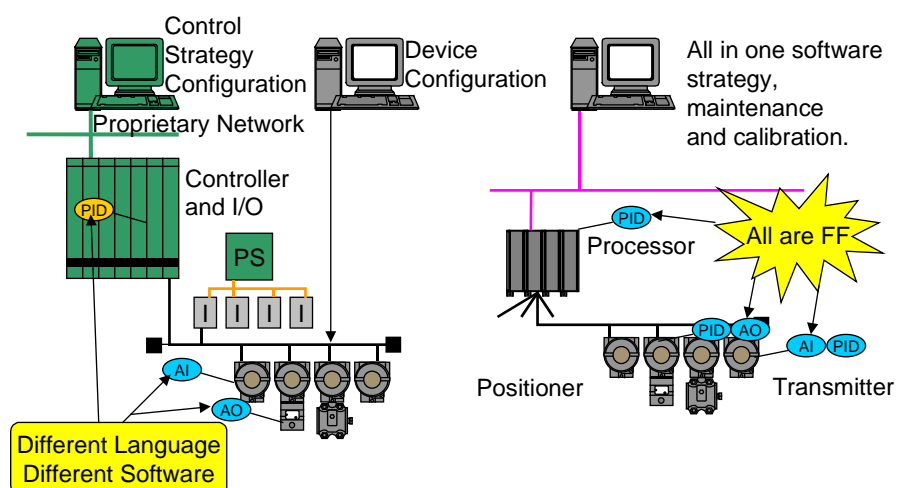 Control
Strategy
Configuration
Proprietary Network
Device
Configuration
All in one software
strategy,
maintenance
and calibration.
Controller
and I/O
PID
PS
I I I I
AI
AO
Different Language
Different Software
PID
Processor
All are FF
PID AO
AI PID
Positioner
Transmitter